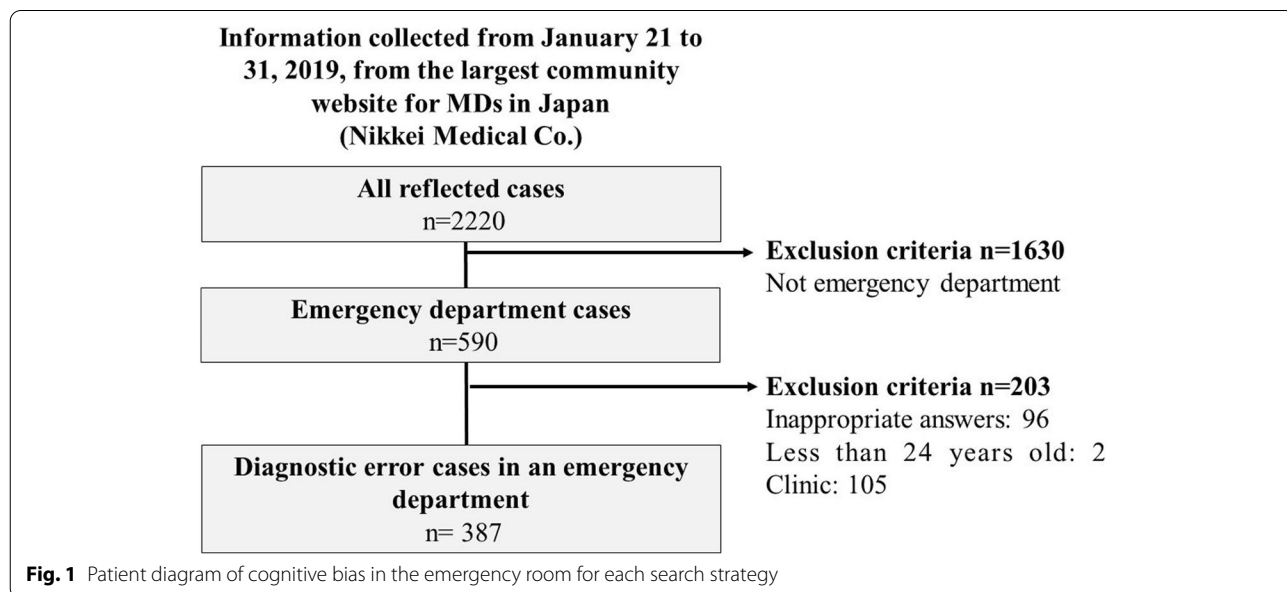 Information collected from January 21 to
31, 2019, from the largest community
website for MDs in Japan
(Nikkei Medical Co.)
All reflected cases
n=2220
Exclusion criteria n=1630
Not emergency department
Emergency department cases
n=590
Exclusion criteria n=203
Inappropriate answers: 96
Less than 24 years old: 2
Clinic: 105
Diagnostic error cases in an emergency
department
n= 387
Fig. 1 Patient diagram of cognitive bias in the emergency room for each search strategy